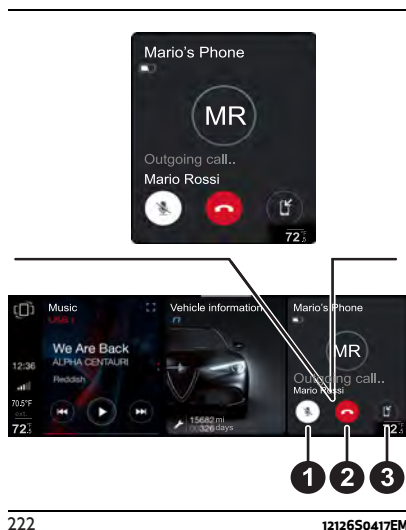 Mario's Phone
MR
Outgoing call..
Mario Rossi
72
Music
USB 1
We Are Back
ALPHA CENTAURI
Reddish
12:36
70.5°F
ext.
72
Vehicle information
15682 mi
326 days
Mario's Phone
MR
Outgoing call..
Mario Rossi
72
1
2
3
222
12126S0417EM